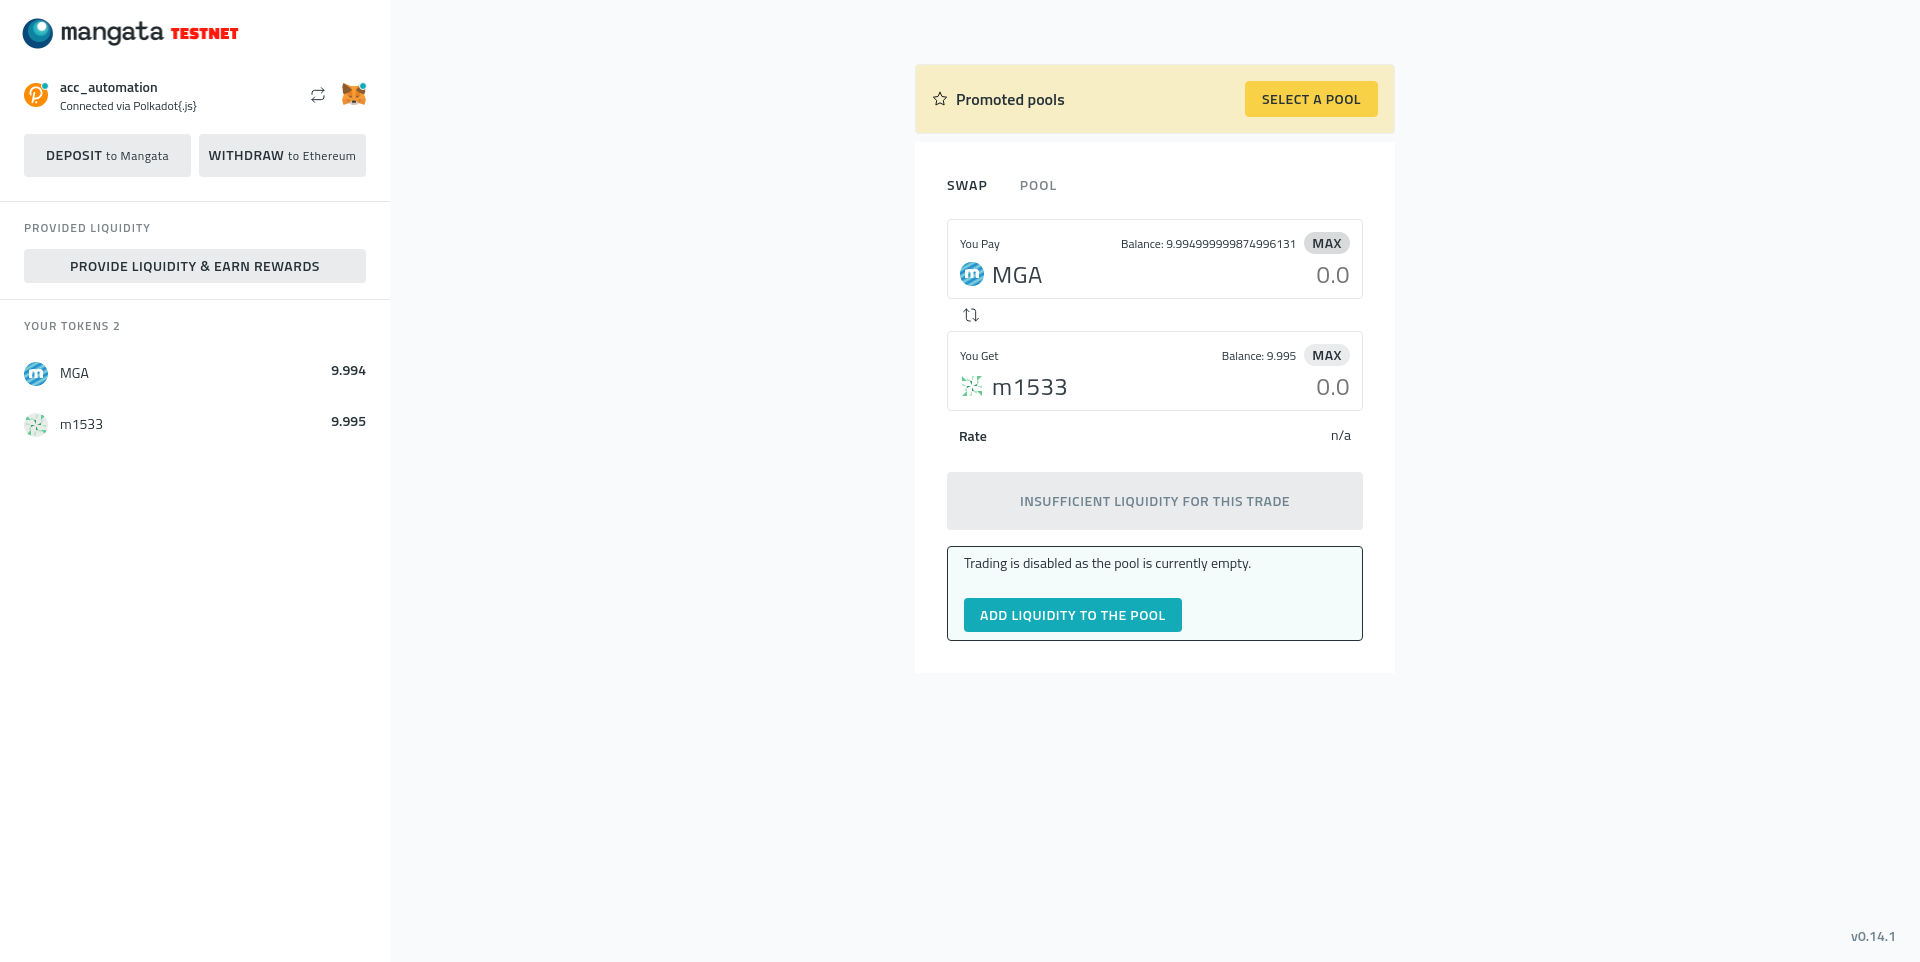 mangata TESTNET
acc_automation
Connected via Polkadot{.js}
DEPOSIT to Mangata
WITHDRAW to Ethereum
PROVIDED LIQUIDITY
PROVIDE LIQUIDITY & EARN REWARDS
YOUR TOKENS 2
MGA 9.994
m1533 9.995
Promoted pools
SELECT A POOL
SWAP POOL
You Pay Balance: 9.994999999874996131 MAX
MGA 0.0
You Get Balance: 9.995 MAX
m1533 0.0
Rate n/a
INSUFFICIENT LIQUIDITY FOR THIS TRADE
Trading is disabled as the pool is currently empty.
ADD LIQUIDITY TO THE POOL
v0.14.1